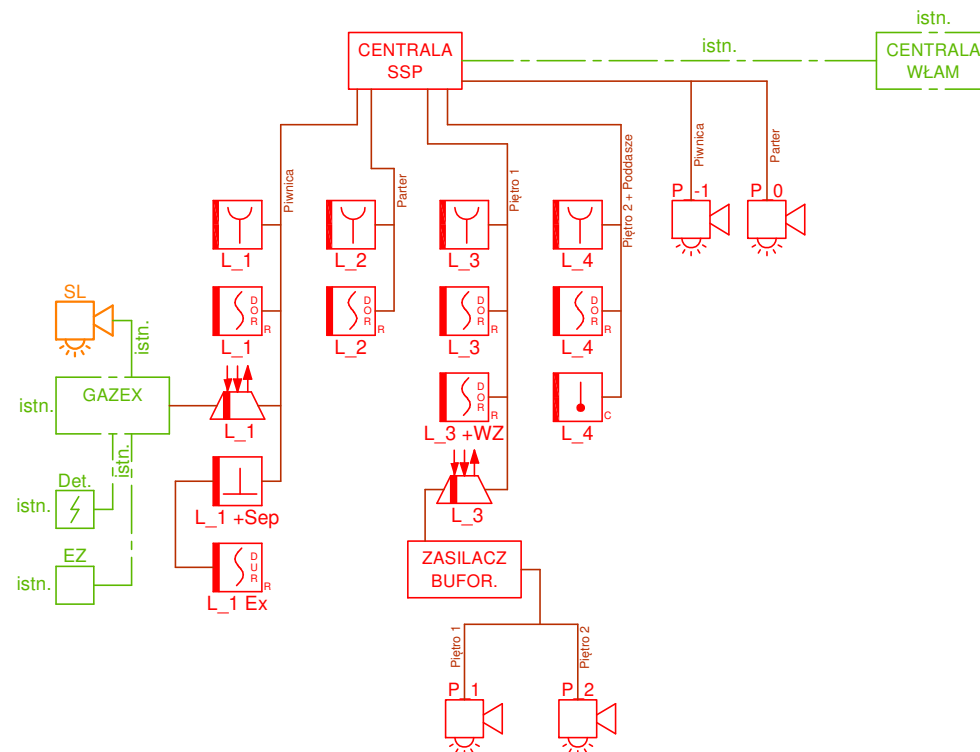 istn.
CENTRALA
SSP
istn.
CENTRALA
WŁAM
Piwnica
Parter
Piętro 1
Piętro 2 + Poddasze
Piwnica
Parter
P -1
P 0
L_1
L_2
L_3
L_4
SL
D
O
R
R
D
O
R
R
D
O
R
R
D
O
R
R
istn.
L_1
L_2
L_3
L_4
GAZEX
istn.
D
O
R
R
C
L_1
L_3 +WZ
L_4
istn.
Det.
istn.
L_1 +Sep
L_3
EZ
istn.
D
U
R
R
L_1 Ex
ZASILACZ
BUFOR.
Piętro 1
Piętro 2
P 1
P 2